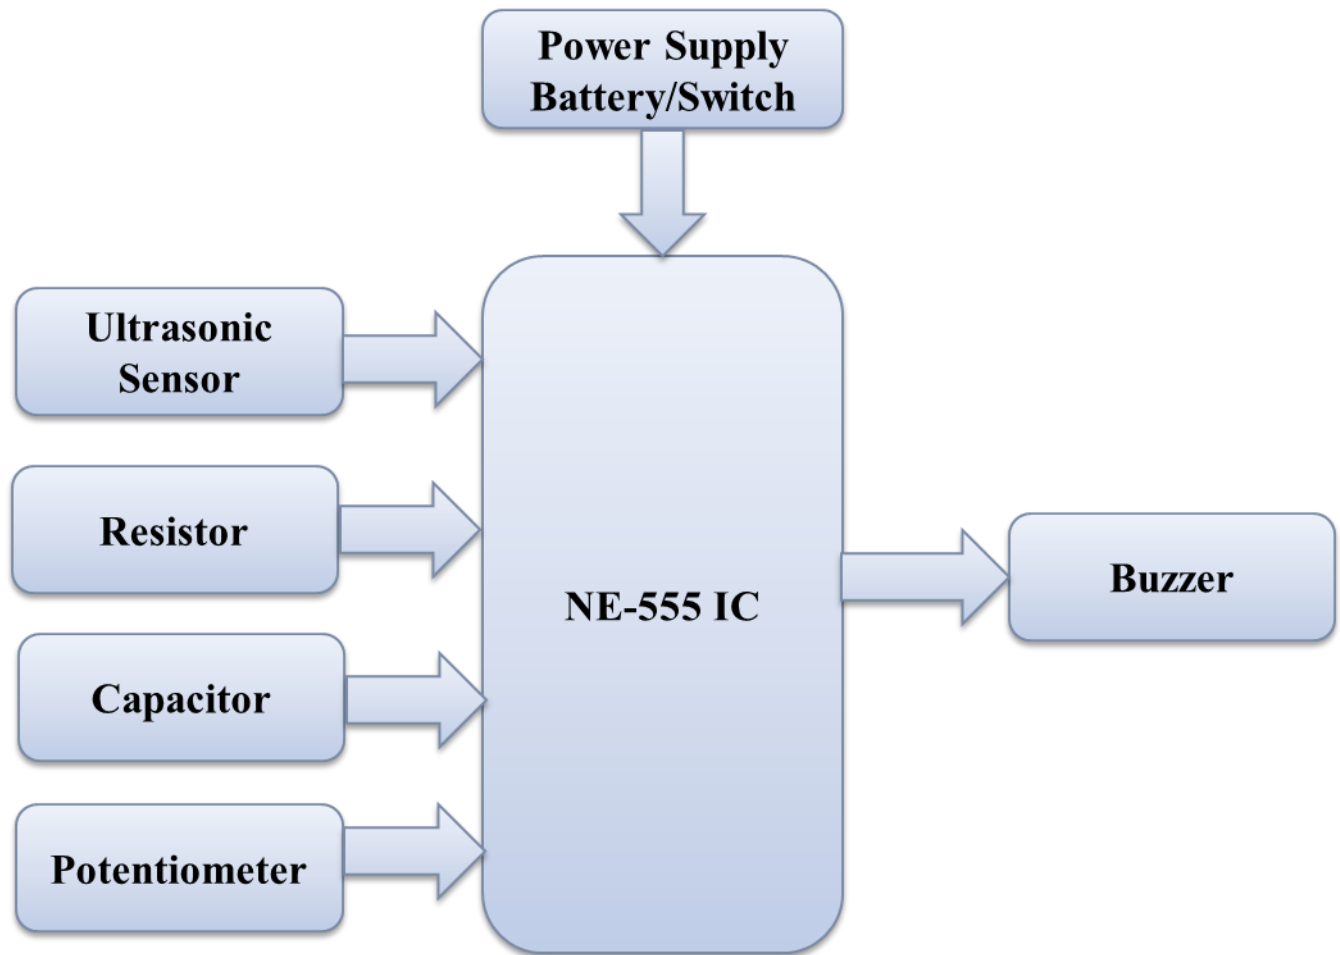 Power Supply
Battery/Switch
Ultrasonic
Sensor
Resistor
NE-555 IC
Buzzer
Capacitor
Potentiometer